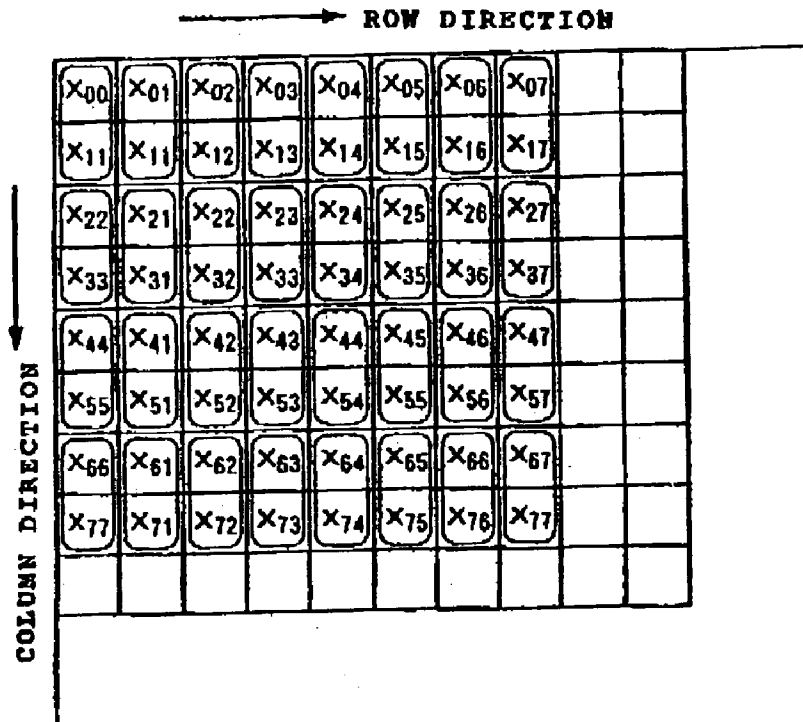 ROW DIRECTION
X00 X01 X02 X03 X04 X05 X06 X07
X11 X11 X12 X13 X14 X15 X16 X17
X22 X21 X22 X23 X24 X25 X26 X27
X33 X31 X32 X33 X34 X35 X36 X37
X44 X41 X42 X43 X44 X45 X46 X47
X55 X51 X52 X53 X54 X55 X56 X57
X66 X61 X62 X63 X64 X65 X66 X67
X77 X71 X72 X73 X74 X75 X76 X77
COLUMN DIRECTION